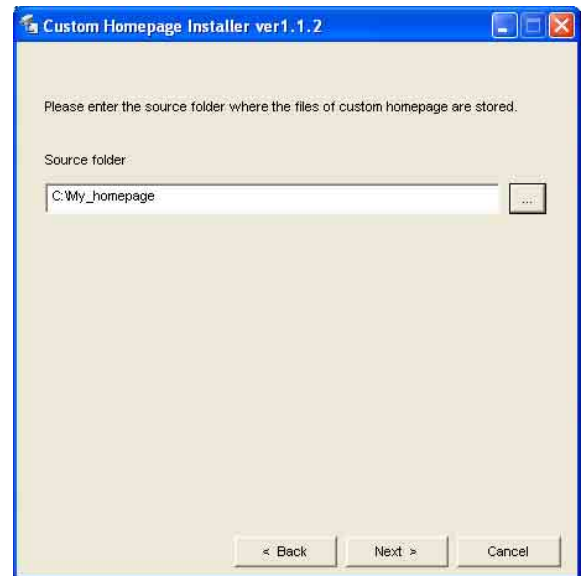 Custom Homepage Installer ver1.1.2
Please enter the source folder where the files of custom homepage are stored.
Source folder
C:\My_homepage
...
< Back
Next >
Cancel